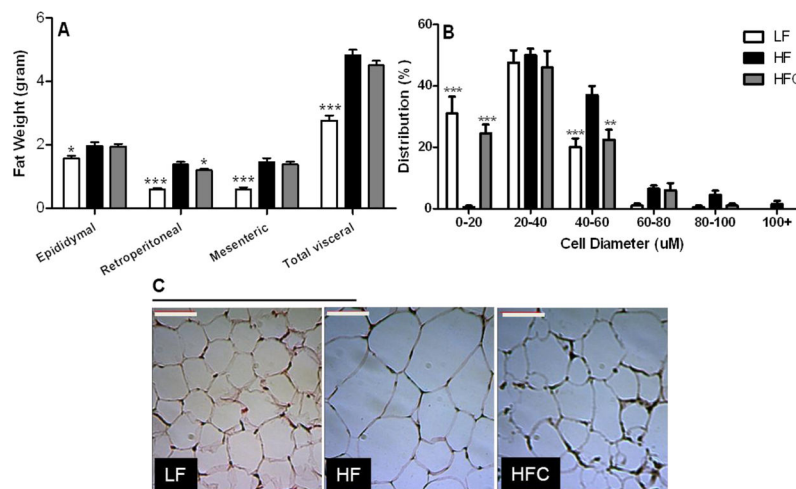 A
Fat Weight (gram)
6
4
2
0
*
***
*
***
***
Epididymal
Retroperitoneal
Mesenteric
Total visceral
B
LF
HF
HFC
Distribution (%)
60
40
20
0
***
***
***
**
0-20
20-40
40-60
60-80
80-100
100+
Cell Diameter (uM)
C
LF
HF
HFC